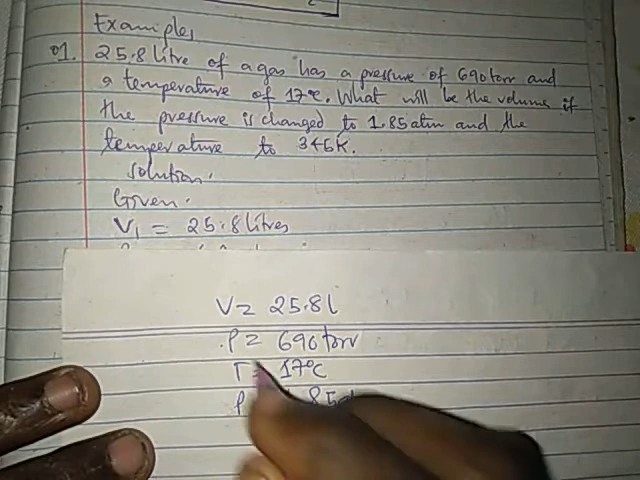 Examples
01. 25.8 litre of a gas has a pressure of 690 torr and
a temperature of 17°C. What will be the volume if
the pressure is changed to 1.85 atm and the
temperature to 345K.
Solution.
Given.
V₁ = 25.8 litres
V = 25.8 l
P = 690 torr
T = 17°C
P